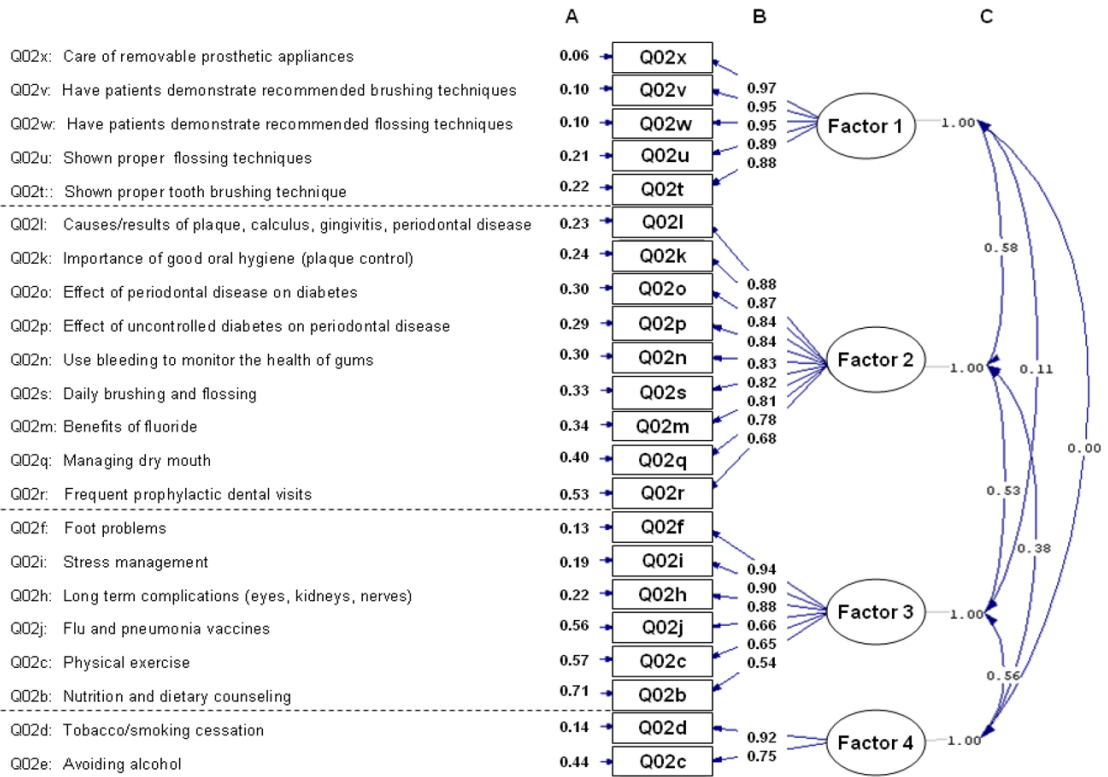 A B C
Q02x: Care of removable prosthetic appliances 0.06 Q02x
0.97
Q02v: Have patients demonstrate recommended brushing techniques 0.10 Q02v
0.95
Q02w: Have patients demonstrate recommended flossing techniques 0.10 Q02w 0.95 Factor 1 1.00
0.89
Q02u: Shown proper flossing techniques 0.21 Q02u
0.88
Q02t:: Shown proper tooth brushing technique 0.22 Q02t
Q02l: Causes/results of plaque, calculus, gingivitis, periodontal disease 0.23 Q02l
0.58
Q02k: Importance of good oral hygiene (plaque control) 0.24 Q02k
0.88
Q02o: Effect of periodontal disease on diabetes 0.30 Q02o
0.87
0.84
Q02p: Effect of uncontrolled diabetes on periodontal disease 0.29 Q02p
0.84
Q02n: Use bleeding to monitor the health of gums 0.30 Q02n 0.83 Factor 2 1.00 0.11
0.82
Q02s: Daily brushing and flossing 0.33 Q02s
0.81
0.78
Q02m: Benefits of fluoride 0.34 Q02m
0.68
0.00
Q02q: Managing dry mouth 0.40 Q02q
Q02r: Frequent prophylactic dental visits 0.53 Q02r
0.53
Q02f: Foot problems 0.13 Q02f
0.38
Q02i: Stress management 0.19 Q02i
0.94
0.90
Q02h: Long term complications (eyes, kidneys, nerves) 0.22 Q02h
0.88 Factor 3 1.00
Q02j: Flu and pneumonia vaccines 0.56 Q02j 0.66
0.65
Q02c: Physical exercise 0.57 Q02c 0.54
0.56
Q02b: Nutrition and dietary counseling 0.71 Q02b
Q02d: Tobacco/smoking cessation 0.14 Q02d
0.92 Factor 4 1.00
0.75
Q02e: Avoiding alcohol 0.44 Q02c